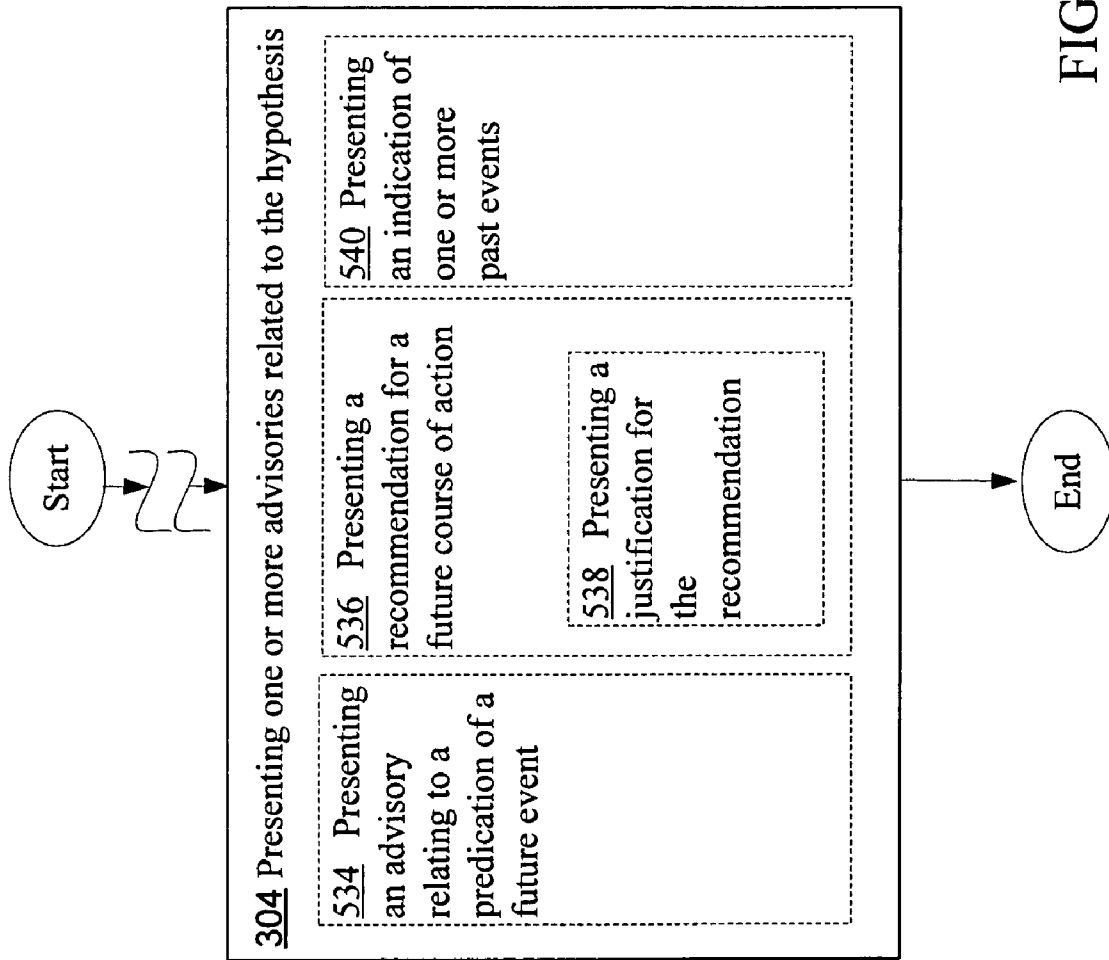 Start
304 Presenting one or more advisories related to the hypothesis
534 Presenting
an advisory
relating to a
predication of a
future event
536 Presenting a
recommendation for a
future course of action
538 Presenting a
justification for
the
recommendation
540 Presenting
an indication of
one or more
past events
End
FIG